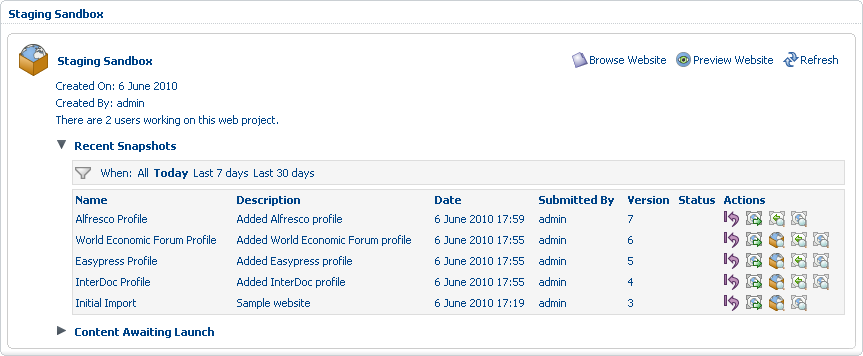 Staging Sandbox
Staging Sandbox Browse Website Preview Website Refresh
Created On: 6 June 2010
Created By: admin
There are 2 users working on this web project.
Recent Snapshots
When: All Today Last 7 days Last 30 days
Name Description Date Submitted By Version Status Actions
Alfresco Profile Added Alfresco profile 6 June 2010 17:59 admin 7
World Economic Forum Profile Added World Economic Forum profile 6 June 2010 17:55 admin 6
Easypress Profile Added Easypress profile 6 June 2010 17:55 admin 5
InterDoc Profile Added InterDoc profile 6 June 2010 17:55 admin 4
Initial Import Sample website 6 June 2010 17:19 admin 3
Content Awaiting Launch